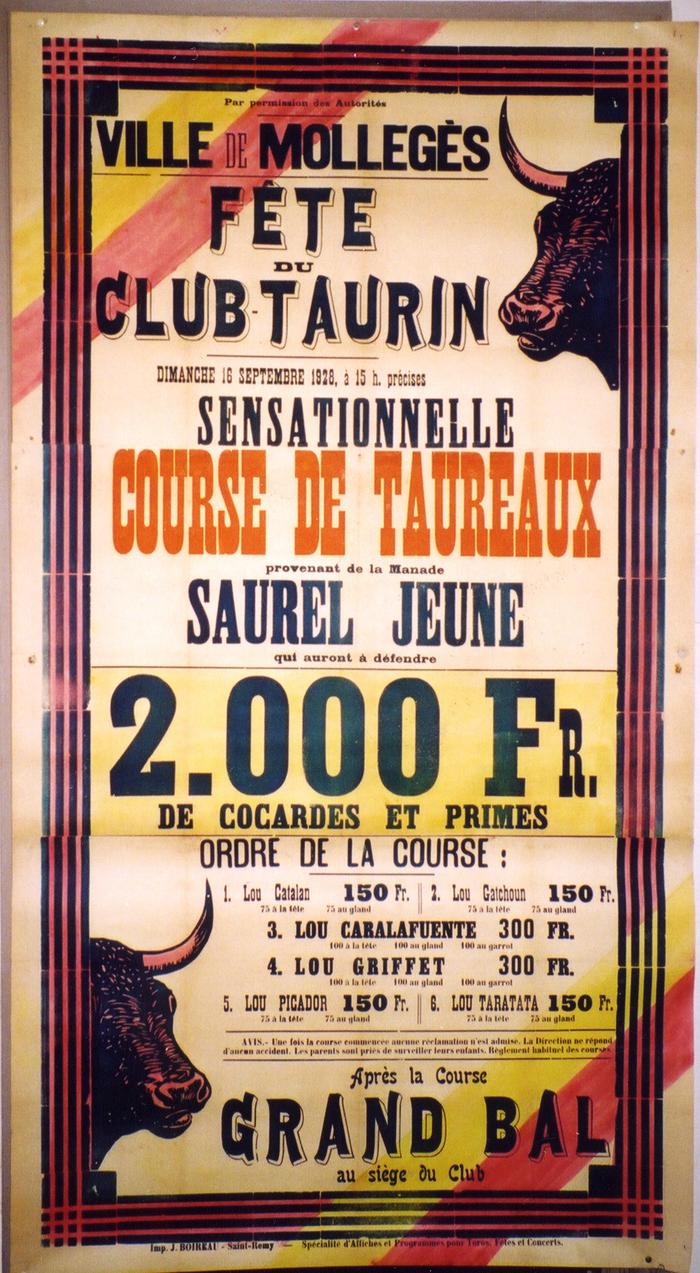 Par permission des Autorités
VILLE DE MOLLEGÈS
FÊTE
DU
CLUB-TAURIN
DIMANCHE 16 SEPTEMBRE 1928, à 15 h. précises
SENSATIONNELLE
COURSE DE TAUREAUX
provenant de la Manade
SAUREL JEUNE
qui auront à défendre
2.000 FR.
DE COCARDES ET PRIMES
ORDRE DE LA COURSE :
1. Lou Catalan 150 Fr. 2. Lou Gatchoun 150 Fr.
75 à la tête 75 au gland 75 à la tête 75 au gland
3. LOU CARALAFUENTE 300 FR.
100 à la tête 100 au gland 100 au garrot
4. LOU GRIFFET 300 FR.
100 à la tête 100 au gland 100 au garrot
5. LOU PICADOR 150 Fr. 6. LOU TARATATA 150 Fr.
75 à la tête 75 au gland 75 à la tête 75 au gland
AVIS.- Une fois la course commencée aucune réclamation n'est admise. La Direction ne répond
d'aucun accident. Les parents sont priés de surveiller leurs enfants. Règlement habituel des courses.
Après la Course
GRAND BAL
au siège du Club
Imp. J. BOIREAU - Saint-Remy — Spécialité d'Affiches et Programmes pour Toros, Fêtes et Concerts.